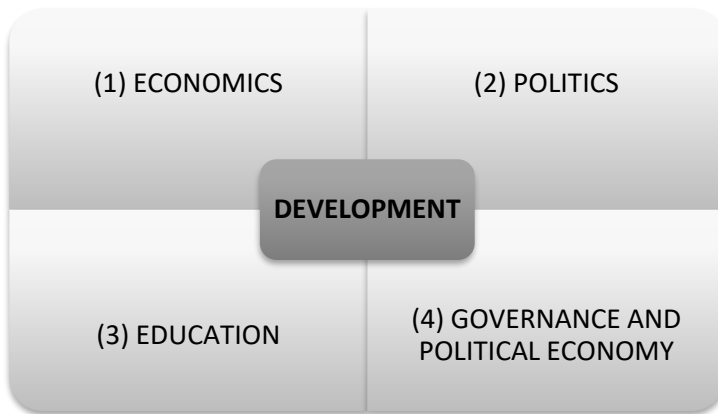 (1) ECONOMICS
(2) POLITICS
DEVELOPMENT
(3) EDUCATION
(4) GOVERNANCE AND
POLITICAL ECONOMY